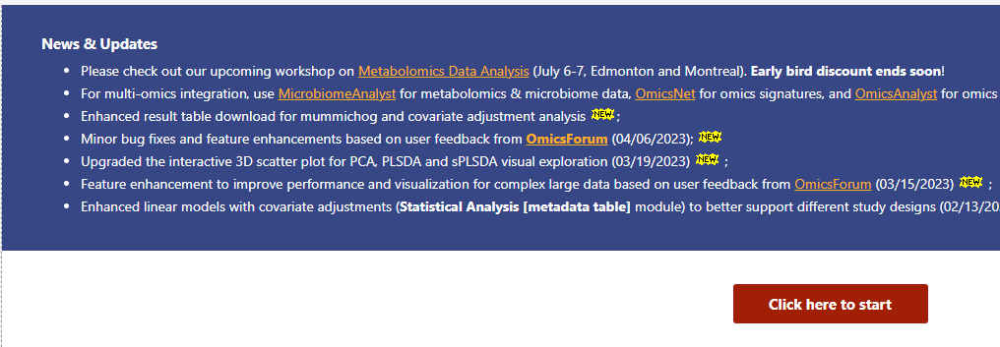 News & Updates
Please check out our upcoming workshop on Metabolomics Data Analysis (July 6-7, Edmonton and Montreal). Early bird discount ends soon!
For multi-omics integration, use MicrobiomeAnalyst for metabolomics & microbiome data, OmicsNet for omics signatures, and OmicsAnalyst for omics
Enhanced result table download for mummichog and covariate adjustment analysis NEW ;
Minor bug fixes and feature enhancements based on user feedback from OmicsForum (04/06/2023); NEW
Upgraded the interactive 3D scatter plot for PCA, PLSDA and sPLSDA visual exploration (03/19/2023) NEW ;
Feature enhancement to improve performance and visualization for complex large data based on user feedback from OmicsForum (03/15/2023) NEW ;
Enhanced linear models with covariate adjustments (Statistical Analysis [metadata table] module) to better support different study designs (02/13/20
Click here to start